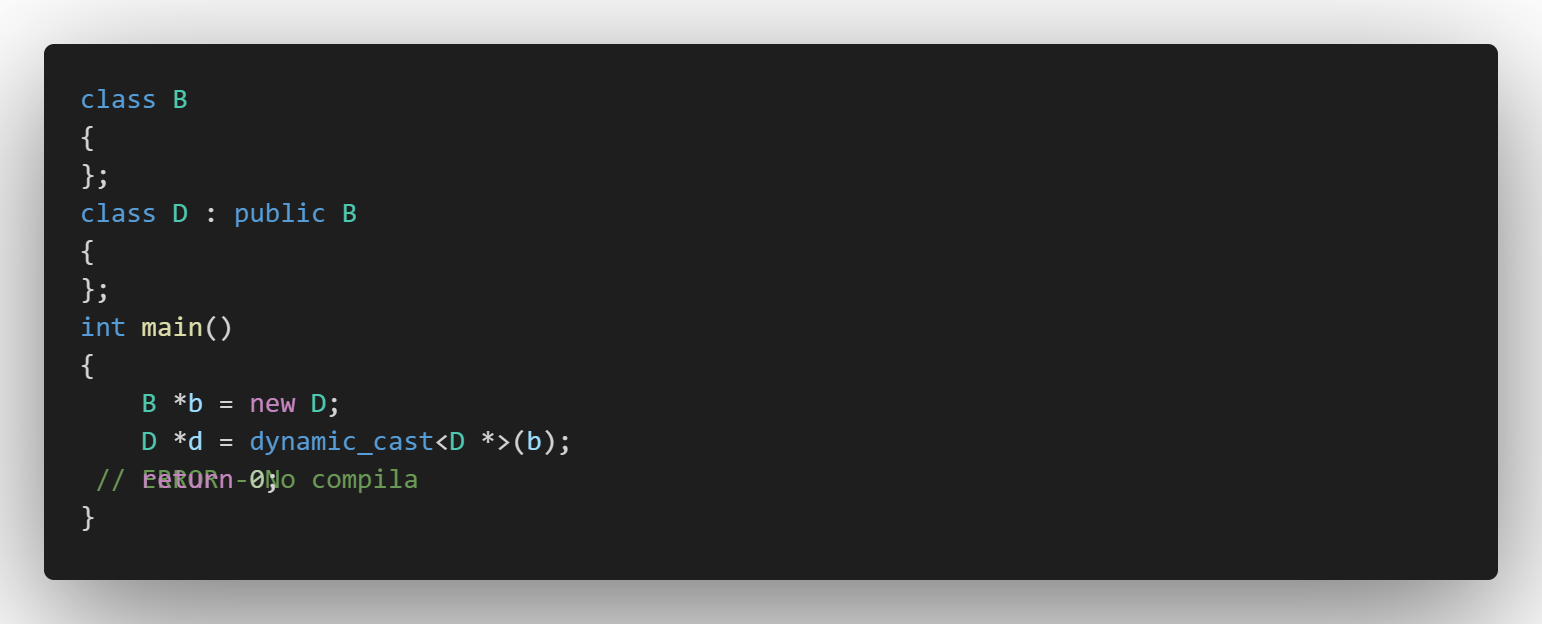 class B
{
};
class D : public B
{
};
int main()
{
    B *b = new D;
    D *d = dynamic_cast<D *>(b);
    return 0; // ERROR - No compila
}